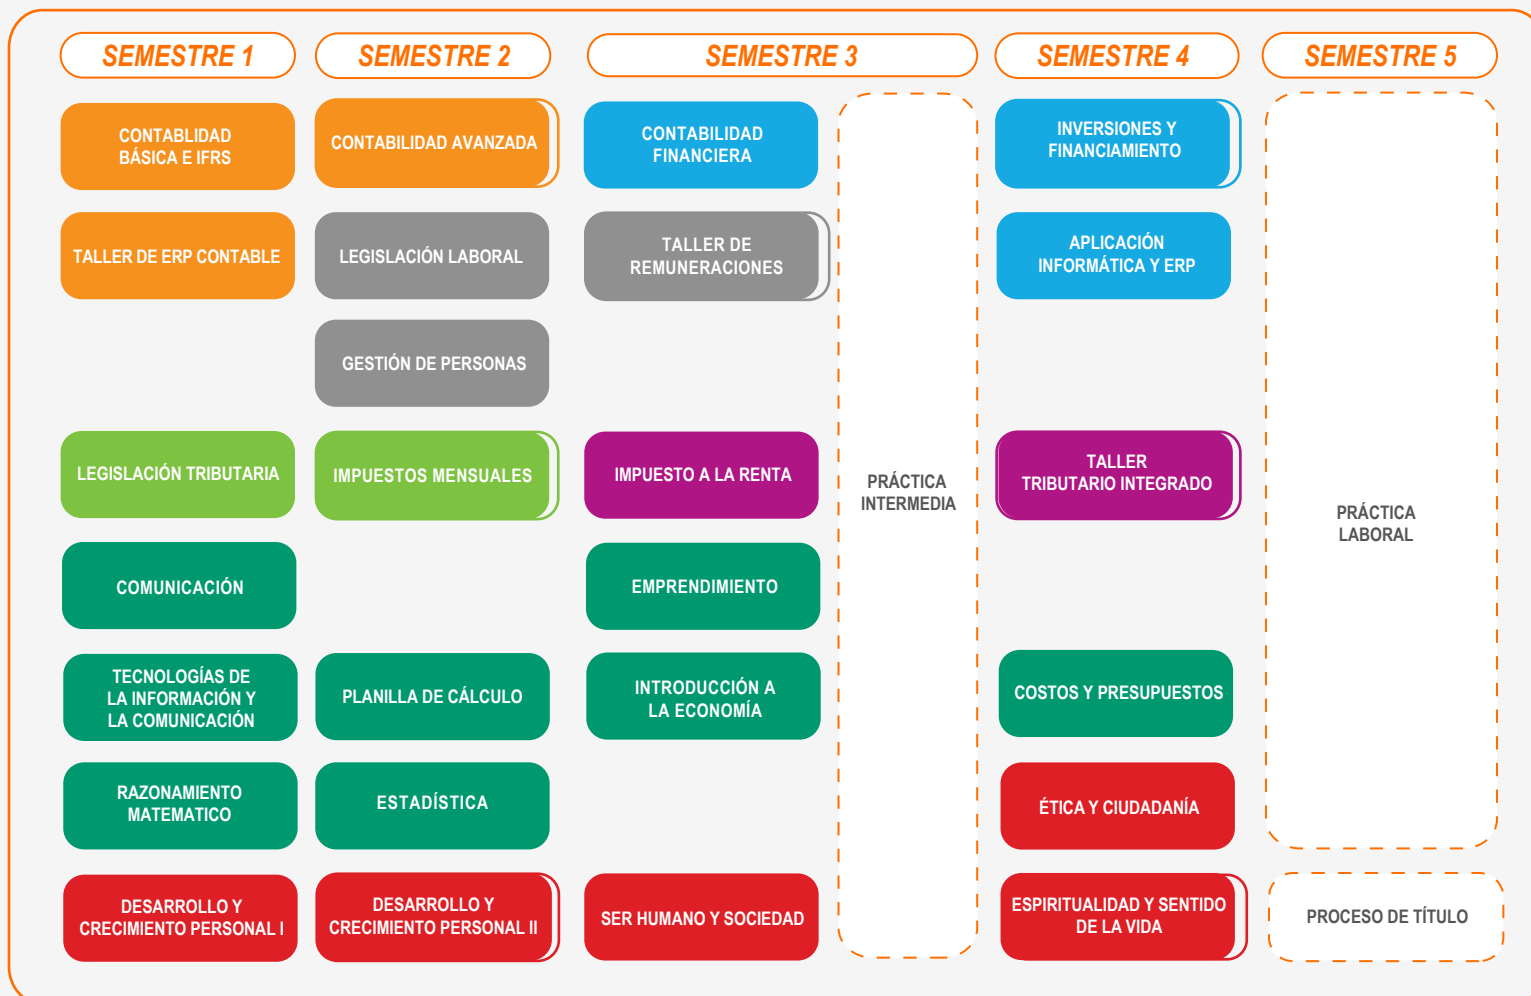 SEMESTRE 1
SEMESTRE 2
SEMESTRE 3
SEMESTRE 4
SEMESTRE 5
CONTABLIDAD
BÁSICA E IFRS
CONTABILIDAD AVANZADA
CONTABILIDAD
FINANCIERA
INVERSIONES Y
FINANCIAMIENTO
TALLER DE ERP CONTABLE
LEGISLACIÓN LABORAL
TALLER DE
REMUNERACIONES
APLICACIÓN
INFORMÁTICA Y ERP
GESTIÓN DE PERSONAS
LEGISLACIÓN TRIBUTARIA
IMPUESTOS MENSUALES
IMPUESTO A LA RENTA
PRÁCTICA
INTERMEDIA
TALLER
TRIBUTARIO INTEGRADO
PRÁCTICA
LABORAL
COMUNICACIÓN
EMPRENDIMIENTO
TECNOLOGÍAS DE
LA INFORMACIÓN Y
LA COMUNICACIÓN
PLANILLA DE CÁLCULO
INTRODUCCIÓN A
LA ECONOMÍA
COSTOS Y PRESUPUESTOS
RAZONAMIENTO
MATEMATICO
ESTADÍSTICA
ÉTICA Y CIUDADANÍA
DESARROLLO Y
CRECIMIENTO PERSONAL I
DESARROLLO Y
CRECIMIENTO PERSONAL II
SER HUMANO Y SOCIEDAD
ESPIRITUALIDAD Y SENTIDO
DE LA VIDA
PROCESO DE TÍTULO